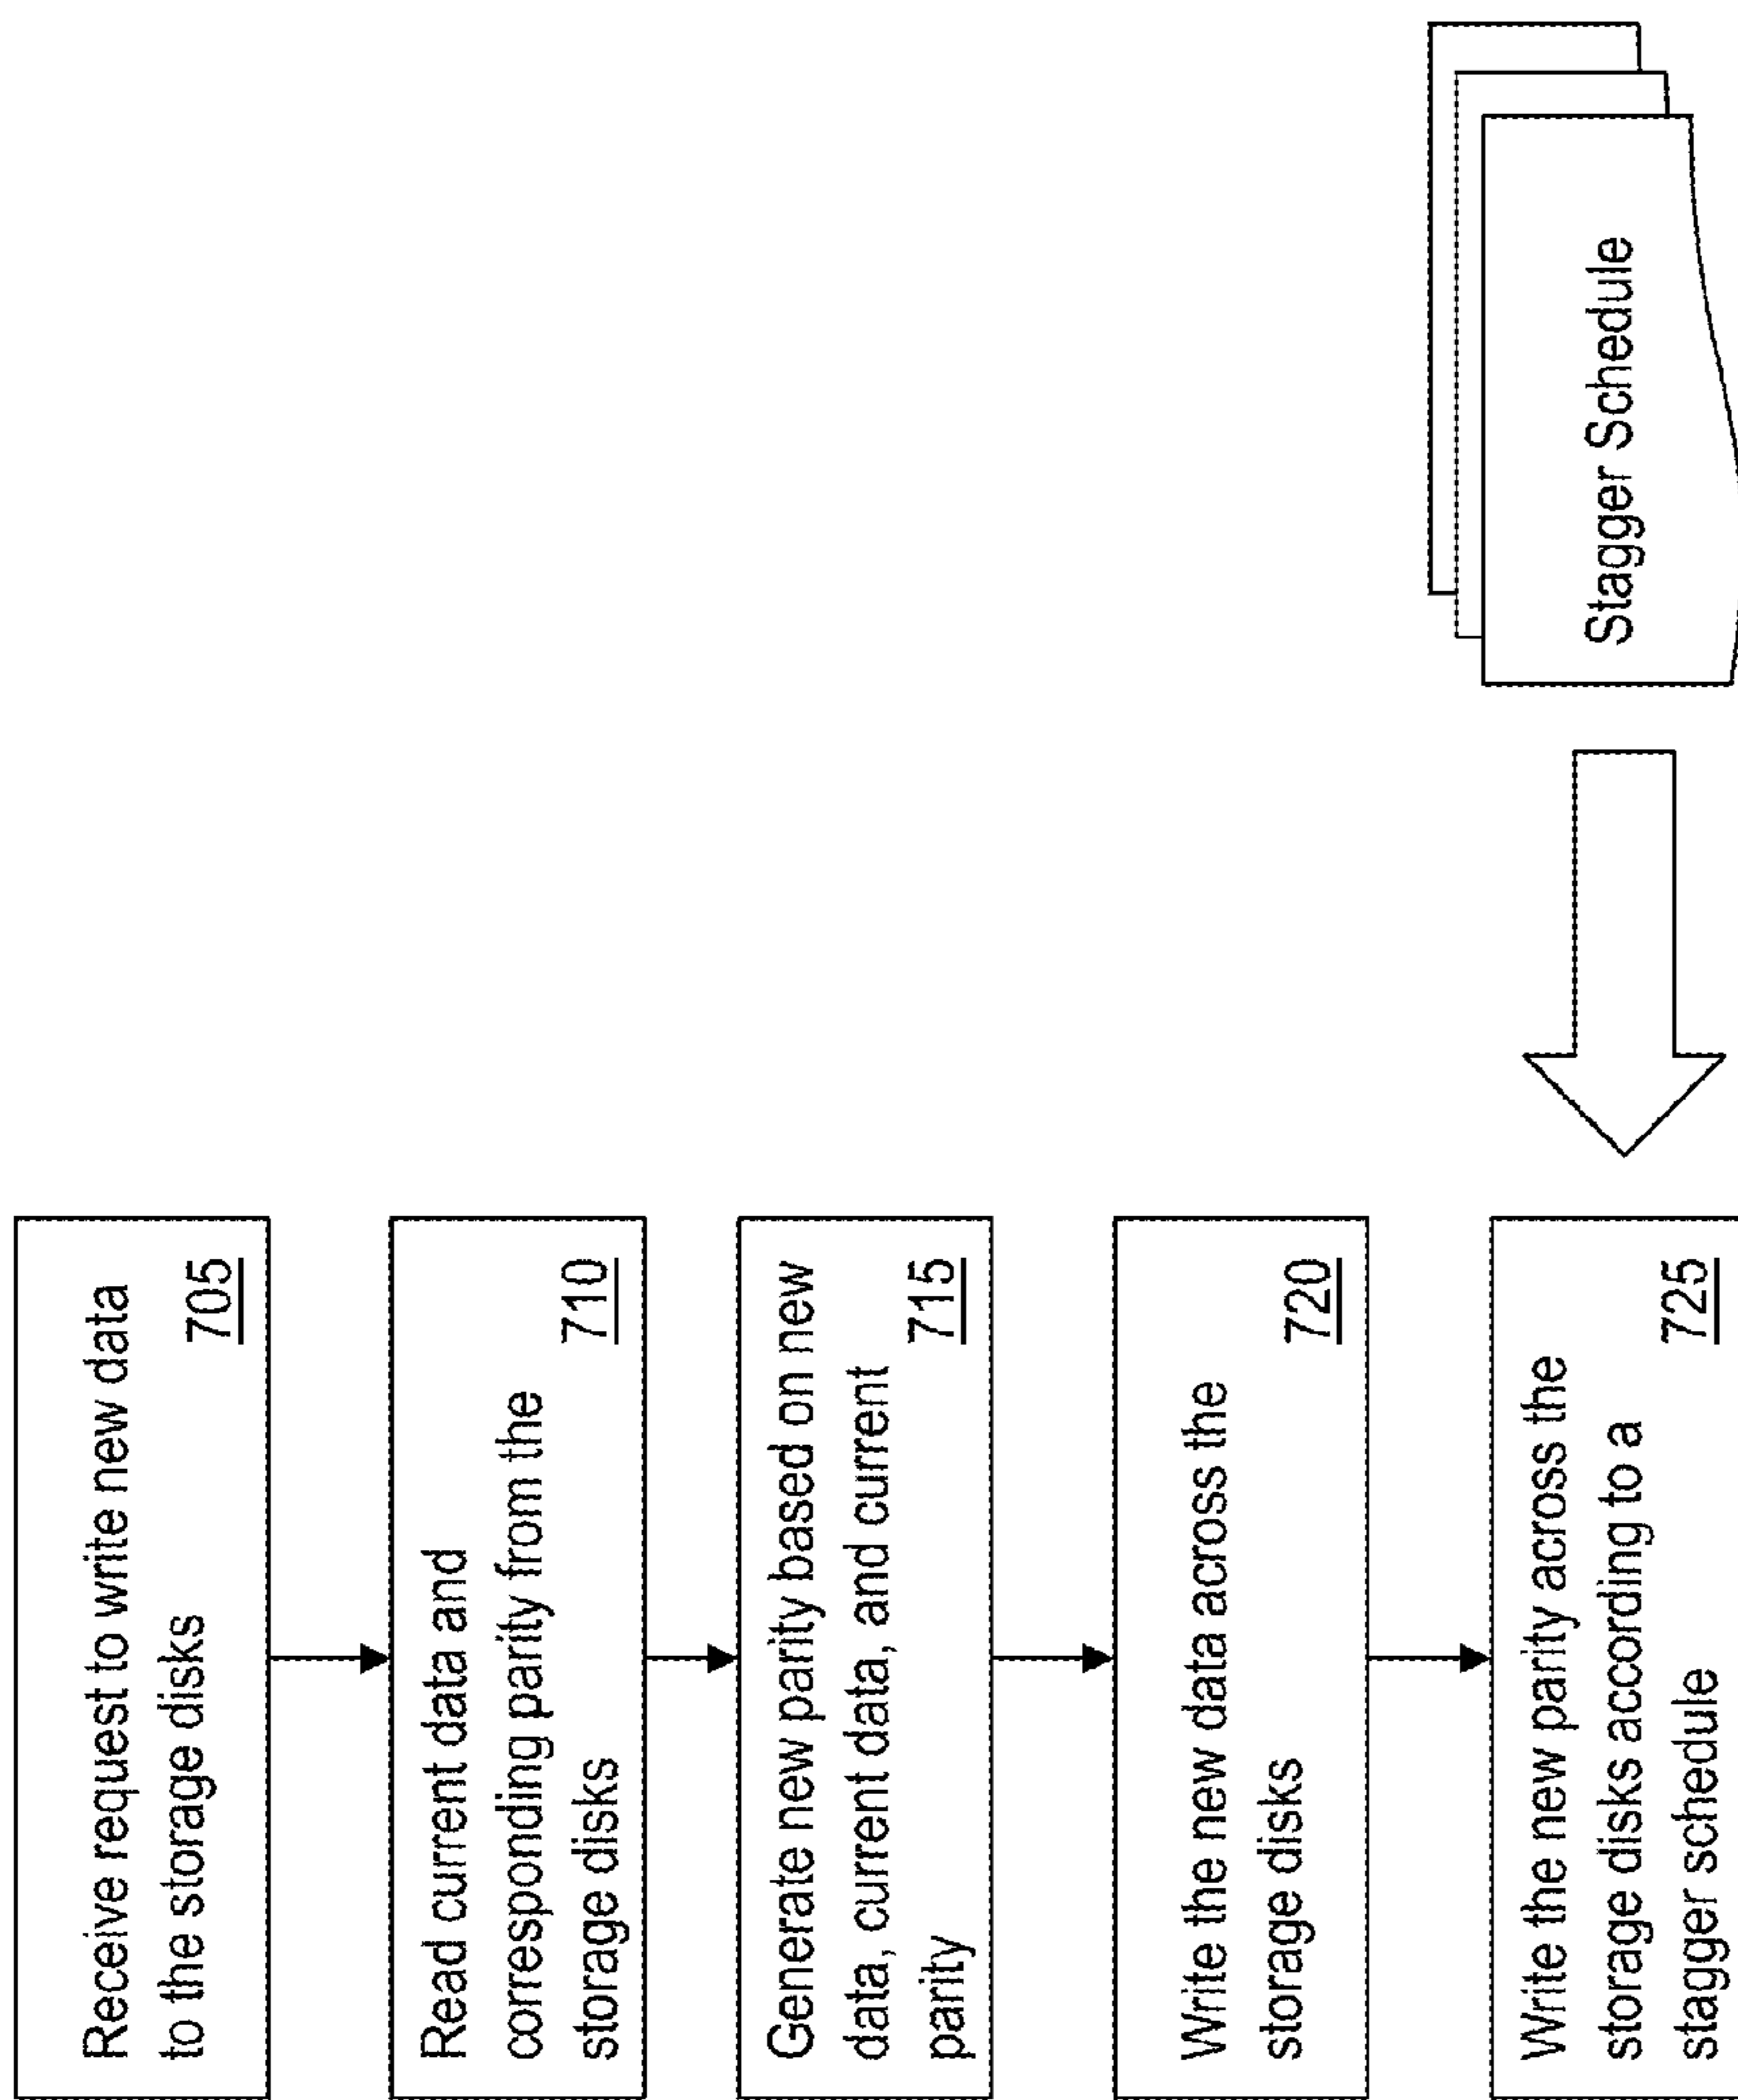 Receive request to write new data
to the storage disks
705
Read current data and
corresponding parity from the
storage disks
710
Generate new parity based on new
data, current data, and current
parity
715
Write the new data across the
storage disks
720
Write the new parity across the
storage disks according to a
stagger schedule
725
Stagger Schedule